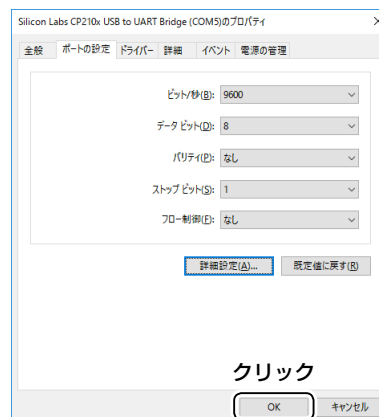 Silicon Labs CP210x USB to UART Bridge (COM5)のプロパティ
全般 ポートの設定 ドライバー 詳細 イベント 電源の管理
ビット/秒(B): 9600
データ ビット(D): 8
パリティ(P): なし
ストップ ビット(S): 1
フロー制御(F): なし
詳細設定(A)... 既定値に戻す(R)
クリック
OK キャンセル